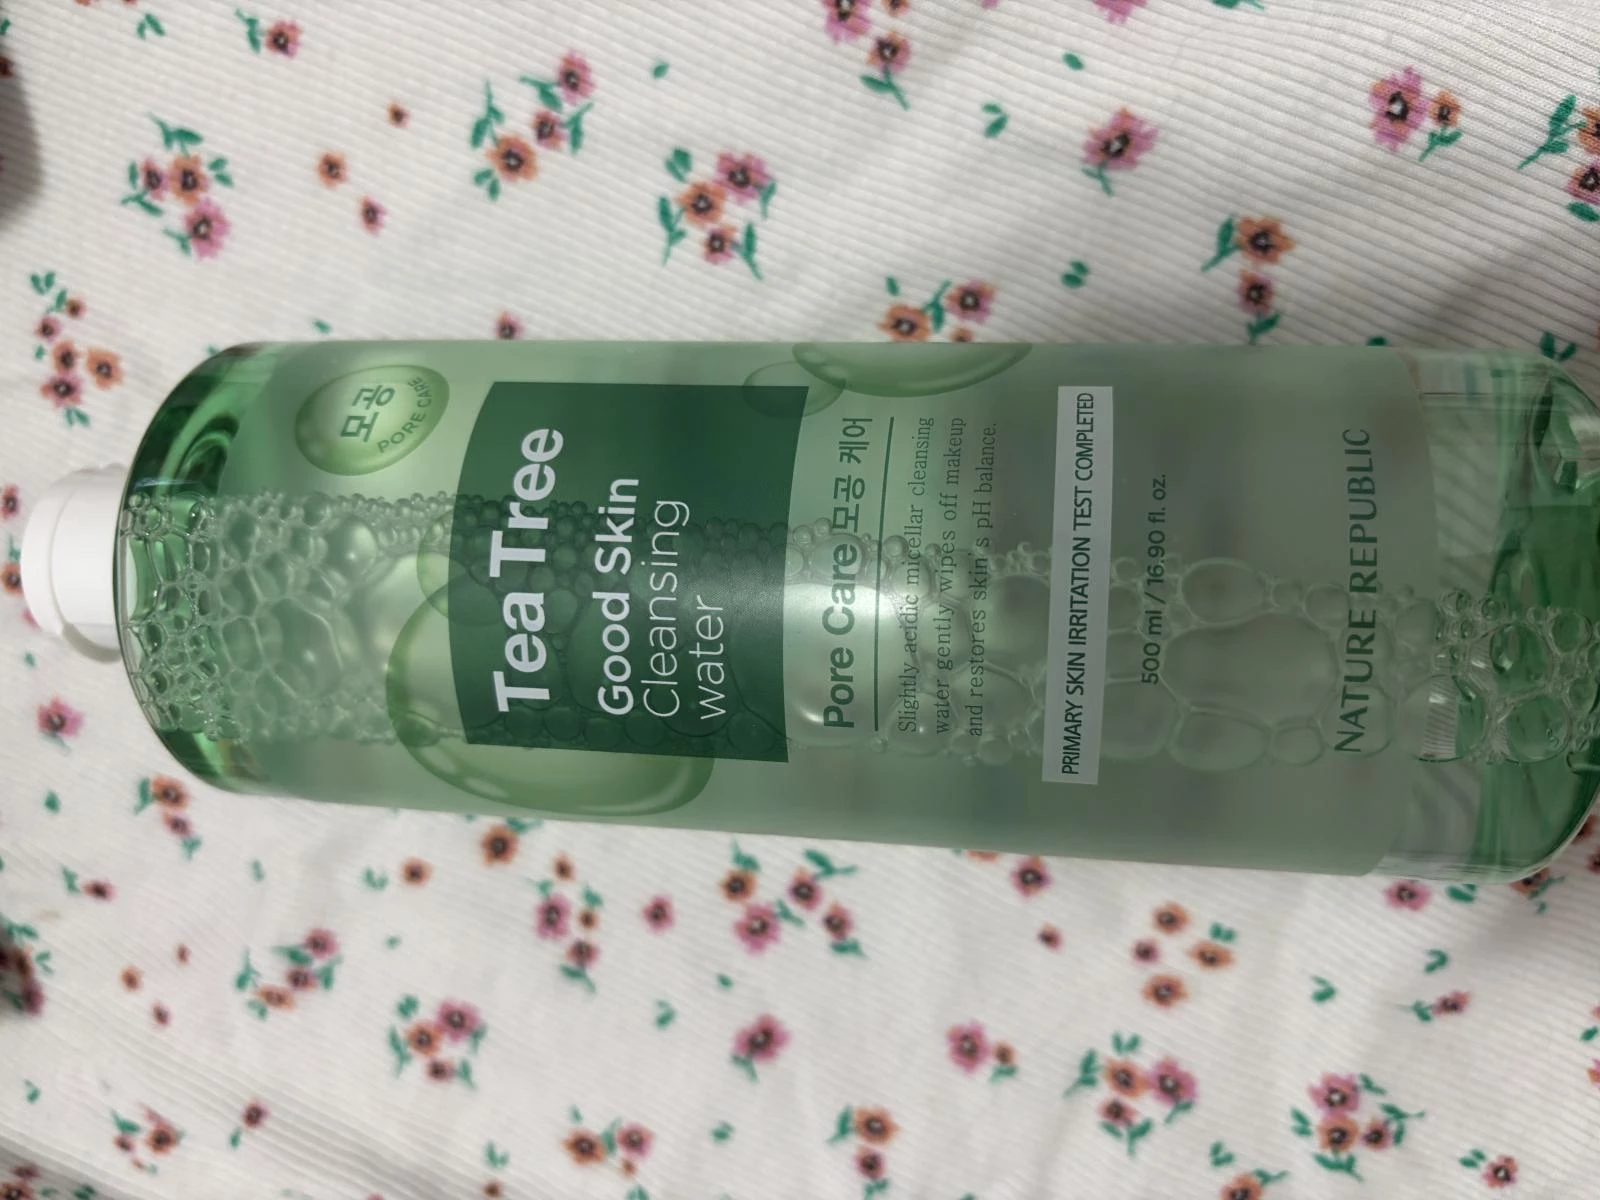 모공
PORE CARE
Tea Tree
Good Skin
Cleansing
water
Pore Care 모공 케어
Slightly acidic micellar cleansing
water gently wipes off makeup
and restores skin's pH balance.
PRIMARY SKIN IRRITATION TEST COMPLETED
500 ml / 16.90 fl. oz.
NATURE REPUBLIC